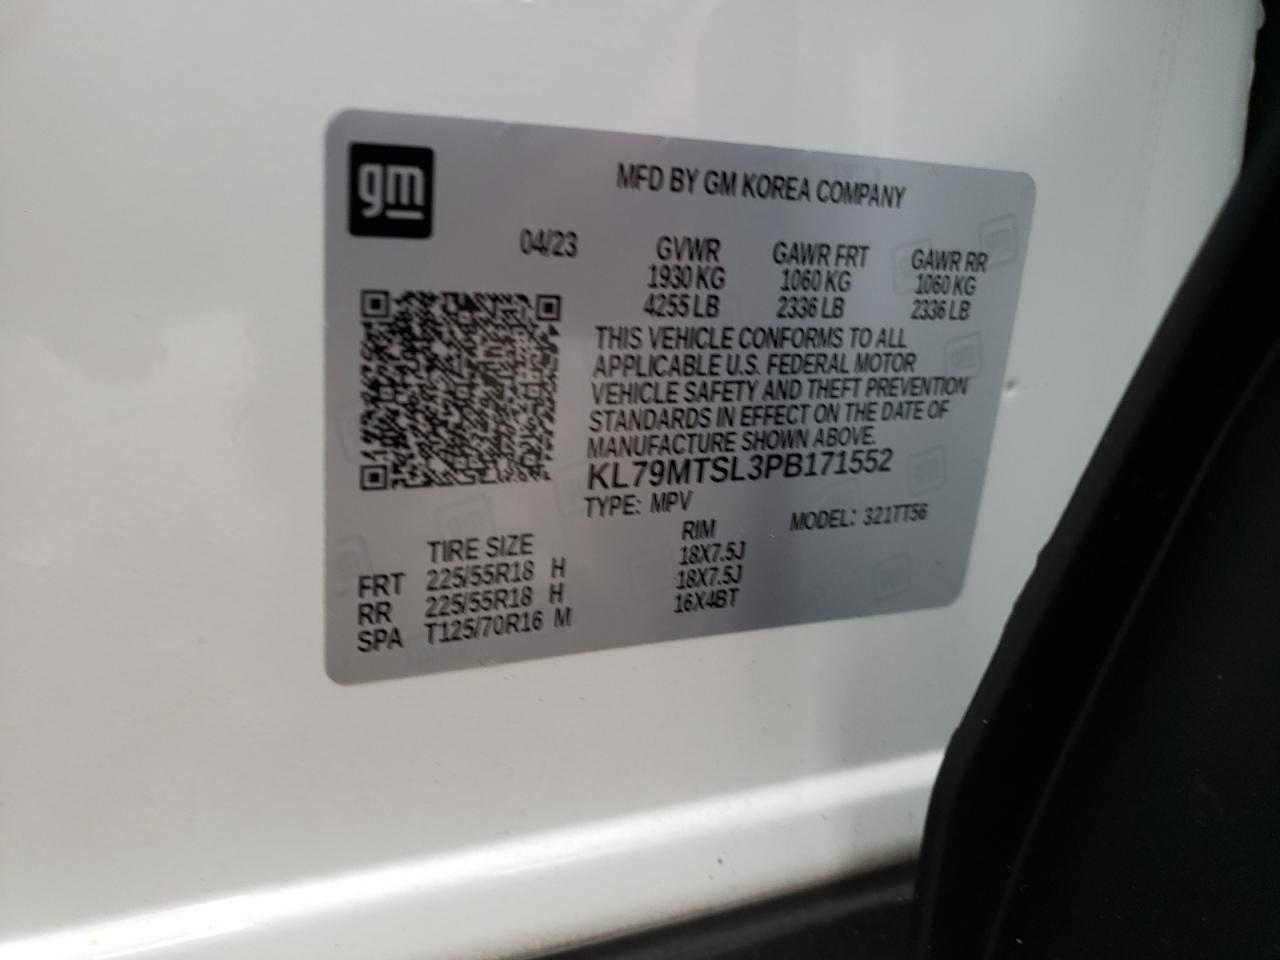 gm
MFD BY GM KOREA COMPANY
04/23 GVWR GAWR FRT GAWR RR
1930 KG 1060 KG 1060 KG
4255 LB 2336 LB 2336 LB
THIS VEHICLE CONFORMS TO ALL
APPLICABLE U.S. FEDERAL MOTOR
VEHICLE SAFETY AND THEFT PREVENTION
STANDARDS IN EFFECT ON THE DATE OF
MANUFACTURE SHOWN ABOVE.
KL79MTSL3PB171552
TYPE: MPV MODEL: 321TT56
TIRE SIZE RIM
FRT 225/55R18 H 18X7.5J
RR 225/55R18 H 18X7.5J
SPA T125/70R16 M 16X4BT